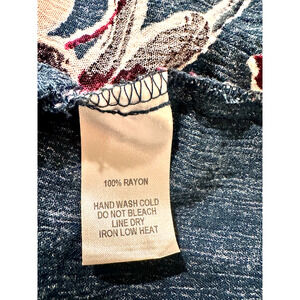 100% RAYON
HAND WASH COLD
DO NOT BLEACH
LINE DRY
IRON LOW HEAT